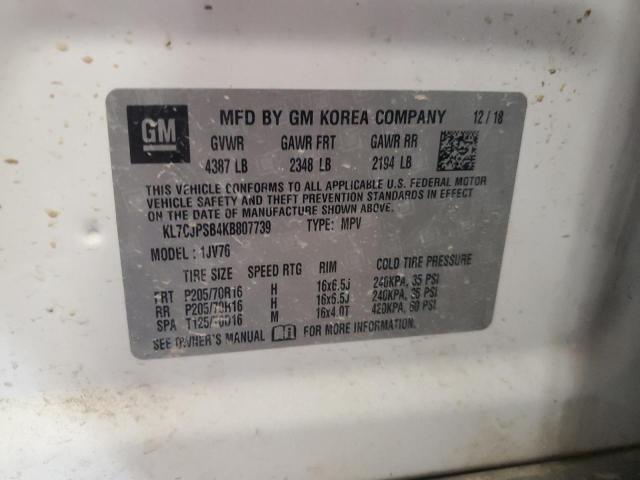 GM MFD BY GM KOREA COMPANY 12/18
GVWR GAWR FRT GAWR RR
4387 LB 2348 LB 2194 LB
THIS VEHICLE CONFORMS TO ALL APPLICABLE U.S. FEDERAL MOTOR
VEHICLE SAFETY AND THEFT PREVENTION STANDARDS IN EFFECT
ON THE DATE OF MANUFACTURE SHOWN ABOVE.
KL7CJPSB4KB807739 TYPE: MPV
MODEL: 1JV76
TIRE SIZE SPEED RTG RIM COLD TIRE PRESSURE
FRT P205/70R16 H 16x6.5J 240KPA, 35 PSI
RR P205/70R16 H 16x6.5J 240KPA, 35 PSI
SPA T125/70D16 M 16x4.0T 420KPA, 60 PSI
SEE OWNER'S MANUAL FOR MORE INFORMATION.